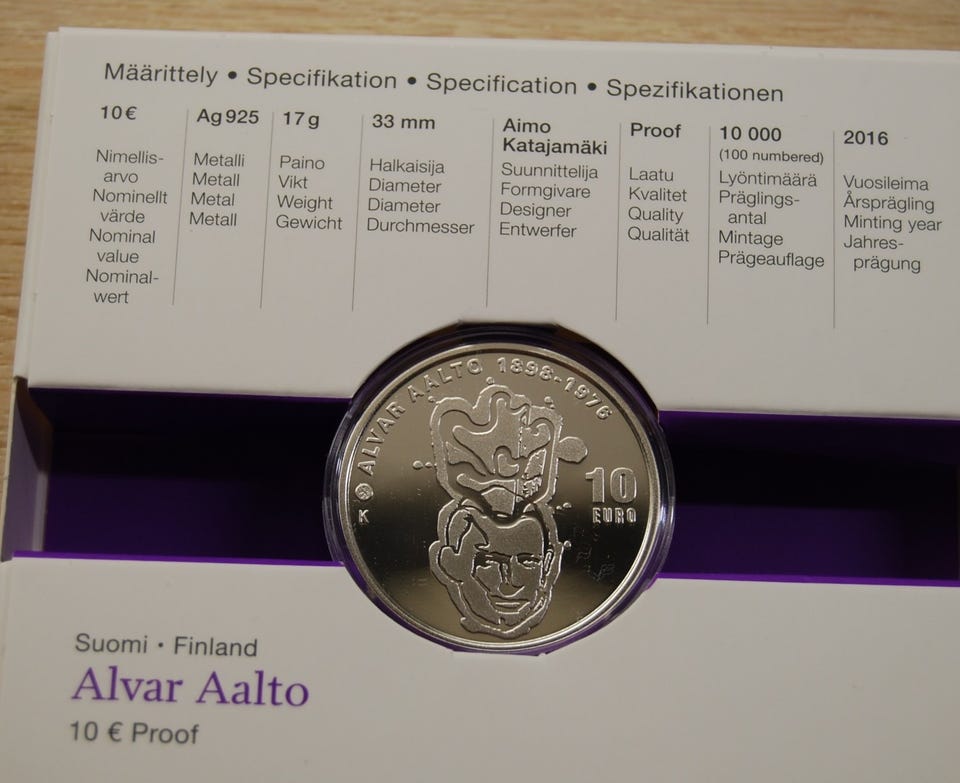 Määrittely • Specifikation • Specification • Spezifikationen
10 €
Nimellis-
arvo
Nominellt
värde
Nominal
value
Nominal-
wert
Ag 925
Metalli
Metall
Metal
Metall
17 g
Paino
Vikt
Weight
Gewicht
33 mm
Halkaisija
Diameter
Diameter
Durchmesser
Aimo
Katajamäki
Suunnittelija
Formgivare
Designer
Entwerfer
Proof
Laatu
Kvalitet
Quality
Qualität
10 000
(100 numbered)
Lyöntimäärä
Präglings-
antal
Mintage
Prägeauflage
2016
Vuosileima
Årsprägling
Minting year
Jahres-
prägung
ALVAR AALTO 1898-1976
10
EURO
K
Suomi · Finland
Alvar Aalto
10 € Proof